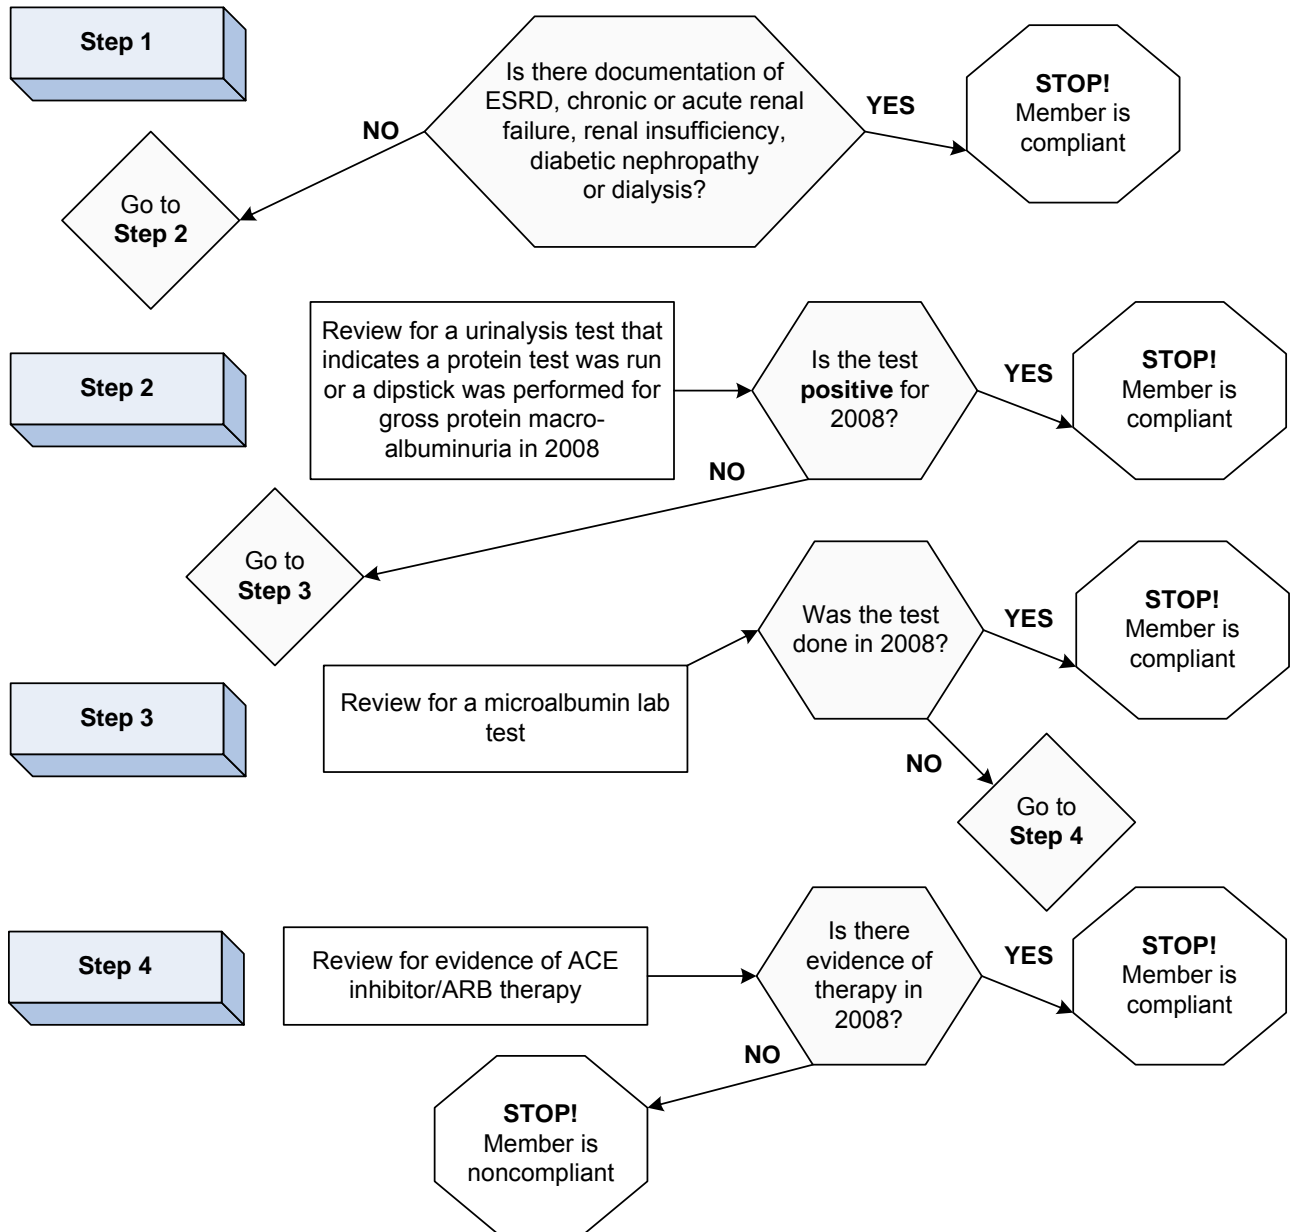 Step 1
Is there documentation of
ESRD, chronic or acute renal
failure, renal insufficiency,
diabetic nephropathy
or dialysis?
YES
STOP!
Member is
compliant
NO
Go to
Step 2
Step 2
Review for a urinalysis test that
indicates a protein test was run
or a dipstick was performed for
gross protein macro-
albuminuria in 2008
Is the test
positive for
2008?
YES
STOP!
Member is
compliant
NO
Go to
Step 3
Step 3
Review for a microalbumin lab
test
Was the test
done in 2008?
YES
STOP!
Member is
compliant
NO
Go to
Step 4
Step 4
Review for evidence of ACE
inhibitor/ARB therapy
Is there
evidence of
therapy in
2008?
YES
STOP!
Member is
compliant
NO
STOP!
Member is
noncompliant